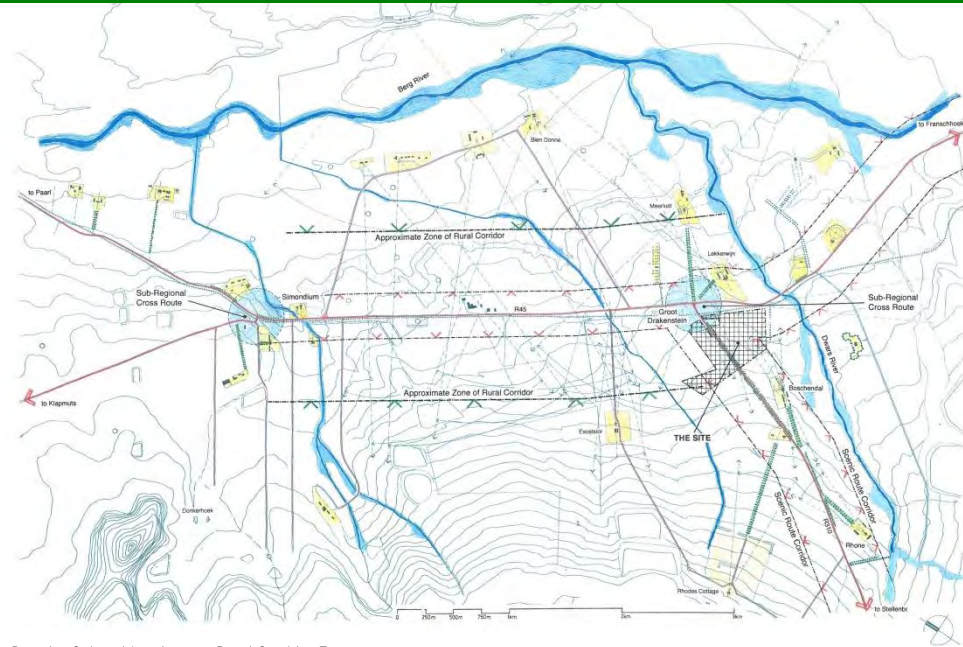 Berg River
to Franschhoek
Bien Donne
to Paarl
Meerlust
Approximate Zone of Rural Corridor
Lekkerwijn
Sub-Regional
Cross Route
Simondium
R45
Sub-Regional
Cross Route
Groot
Drakenstein
Dwars River
to Klapmuts
Approximate Zone of Rural Corridor
Boschendal
Excelsior
THE SITE
Scenic Route Corridor
Scenic Route Corridor
Donkerhoek
R310
Rhone
Rhodes Cottage
to Stellenbo
0 250m 500m 750m 1km 2km 3km